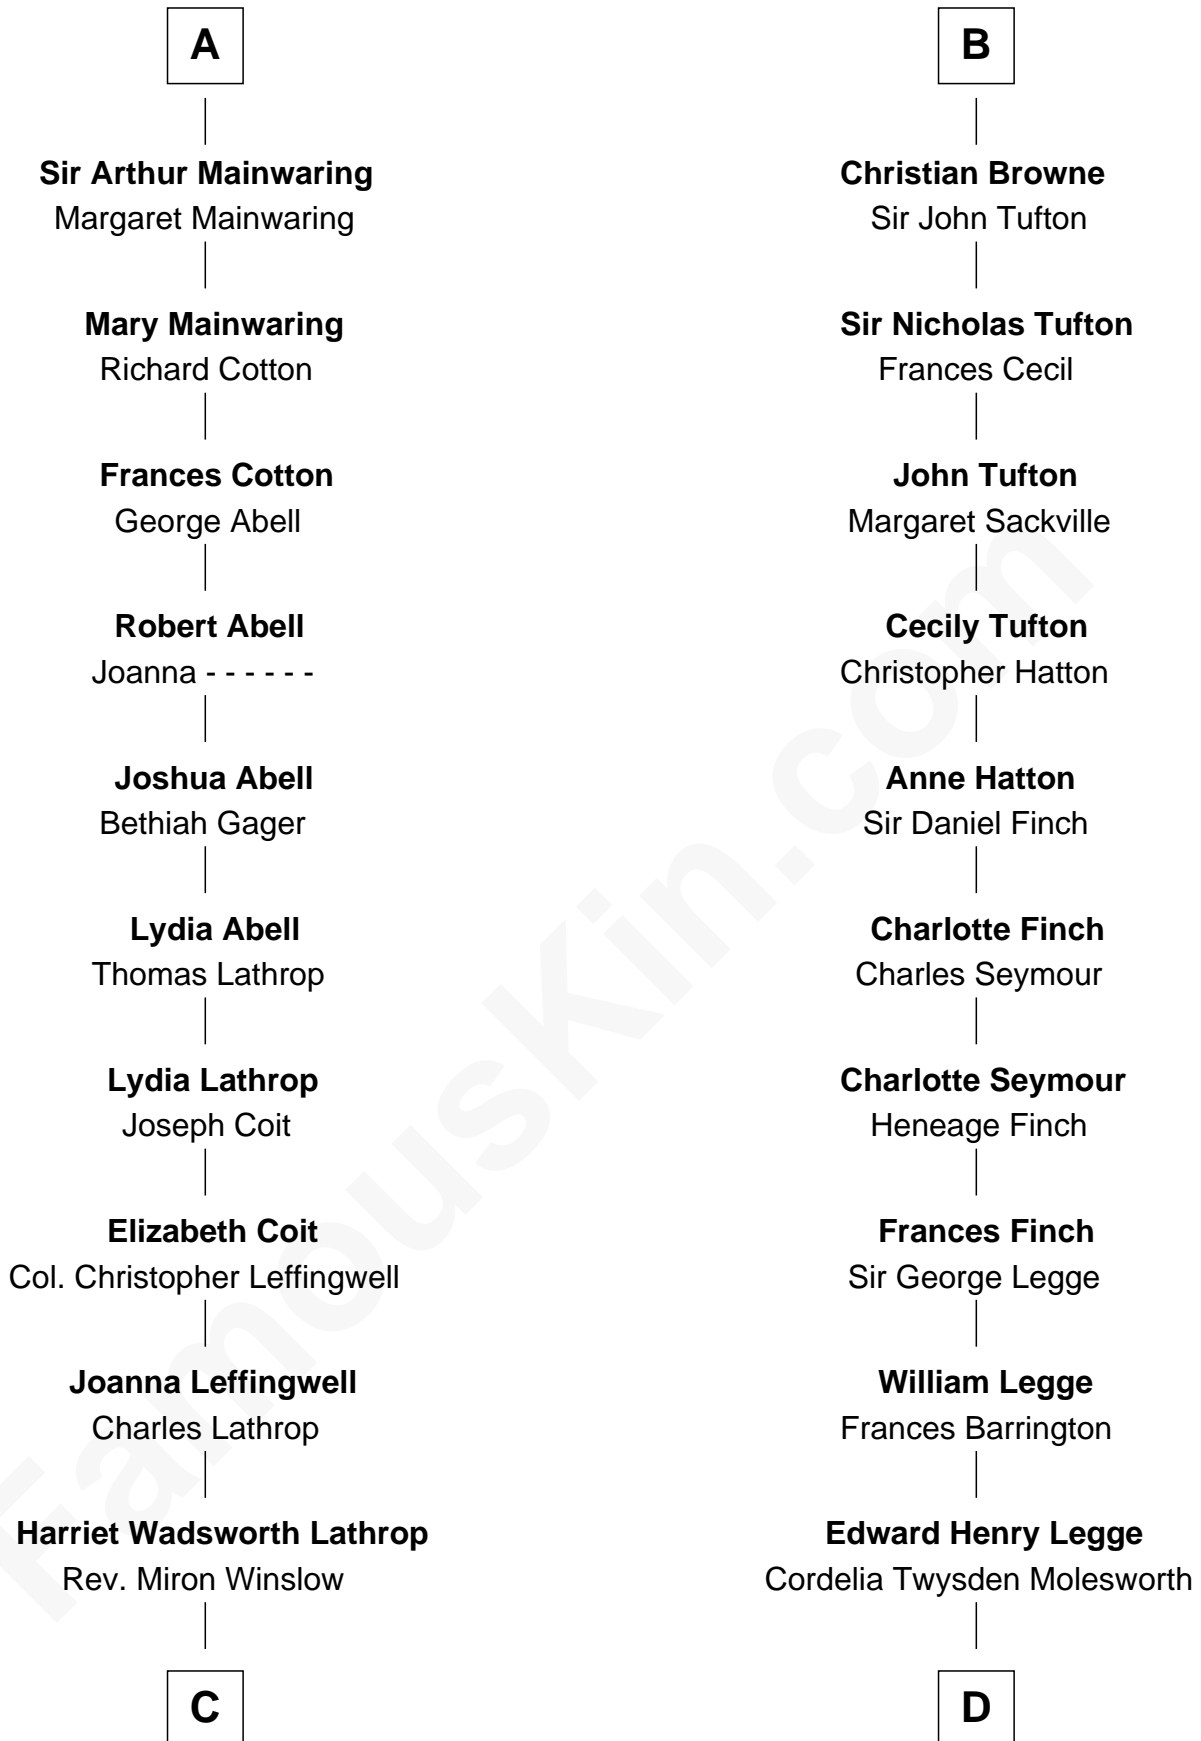 A
Sir Arthur Mainwaring
Margaret Mainwaring
Mary Mainwaring
Richard Cotton
Frances Cotton
George Abell
Robert Abell
Joanna - - - - - -
Joshua Abell
Bethiah Gager
Lydia Abell
Thomas Lathrop
Lydia Lathrop
Joseph Coit
Elizabeth Coit
Col. Christopher Leffingwell
Joanna Leffingwell
Charles Lathrop
Harriet Wadsworth Lathrop
Rev. Miron Winslow
C
B
Christian Browne
Sir John Tufton
Sir Nicholas Tufton
Frances Cecil
John Tufton
Margaret Sackville
Cecily Tufton
Christopher Hatton
Anne Hatton
Sir Daniel Finch
Charlotte Finch
Charles Seymour
Charlotte Seymour
Heneage Finch
Frances Finch
Sir George Legge
William Legge
Frances Barrington
Edward Henry Legge
Cordelia Twysden Molesworth
D
FamousKin.com